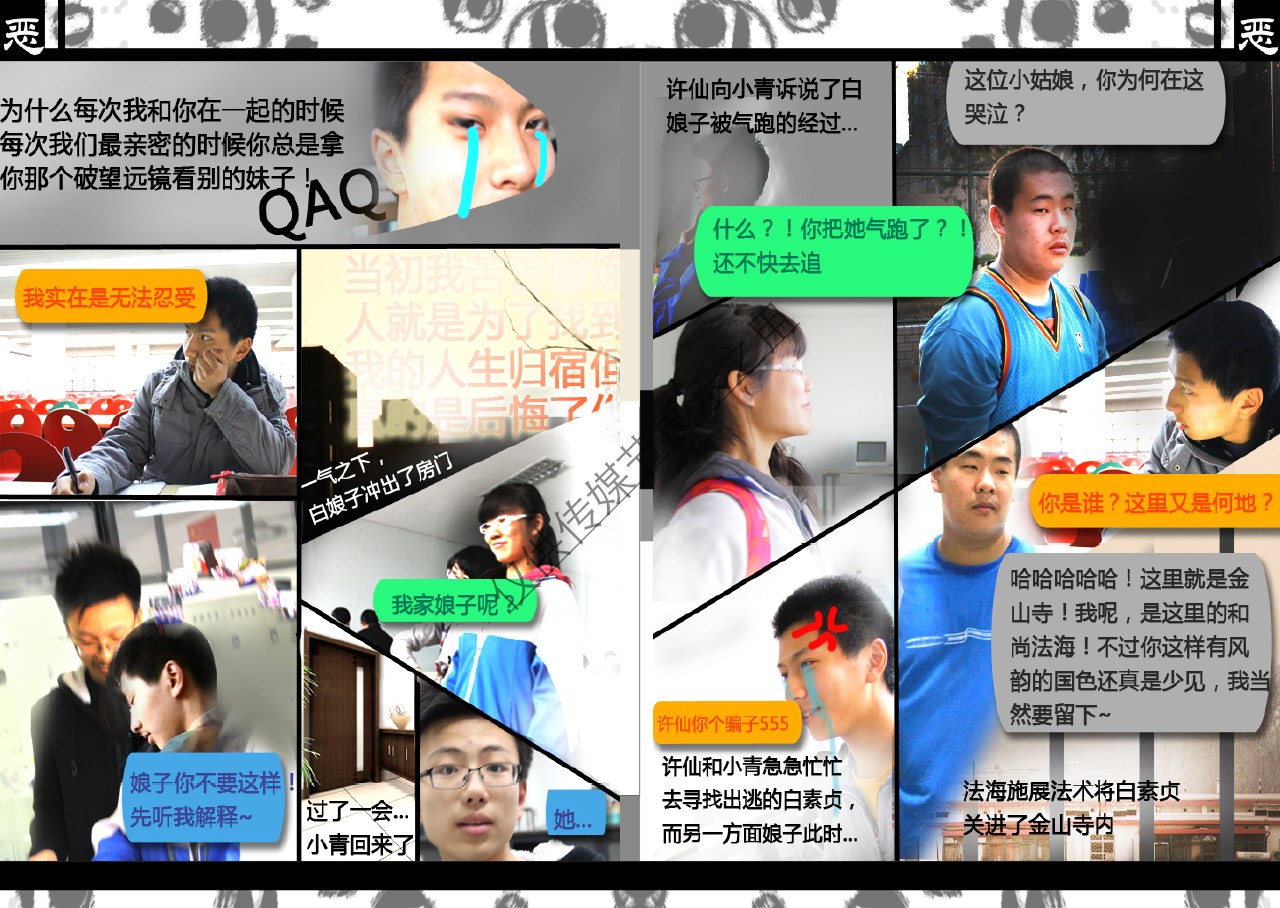 恶
恶
为什么每次我和你在一起的时候
每次我们最亲密的时候你总是拿
你那个破望远镜看别的妹子！
QAQ
我实在是无法忍受
当初我苦
人就是为了找到
我的人生归宿但
是后悔了
娘子你不要这样！
先听我解释~
一气之下，
白娘子冲出了房门
我家娘子呢？
过了一会...
小青回来了
她...
许仙向小青诉说了白
娘子被气跑的经过...
什么？！你把她气跑了？！
还不快去追
许仙你个骗子555
许仙和小青急急忙忙
去寻找出逃的白素贞，
而另一方面娘子此时...
这位小姑娘，你为何在这
哭泣？
你是谁？这里又是何地？
哈哈哈哈哈！这里就是金
山寺！我呢，是这里的和
尚法海！不过你这样有风
韵的国色还真是少见，我当
然要留下~
法海施展法术将白素贞
关进了金山寺内
传媒